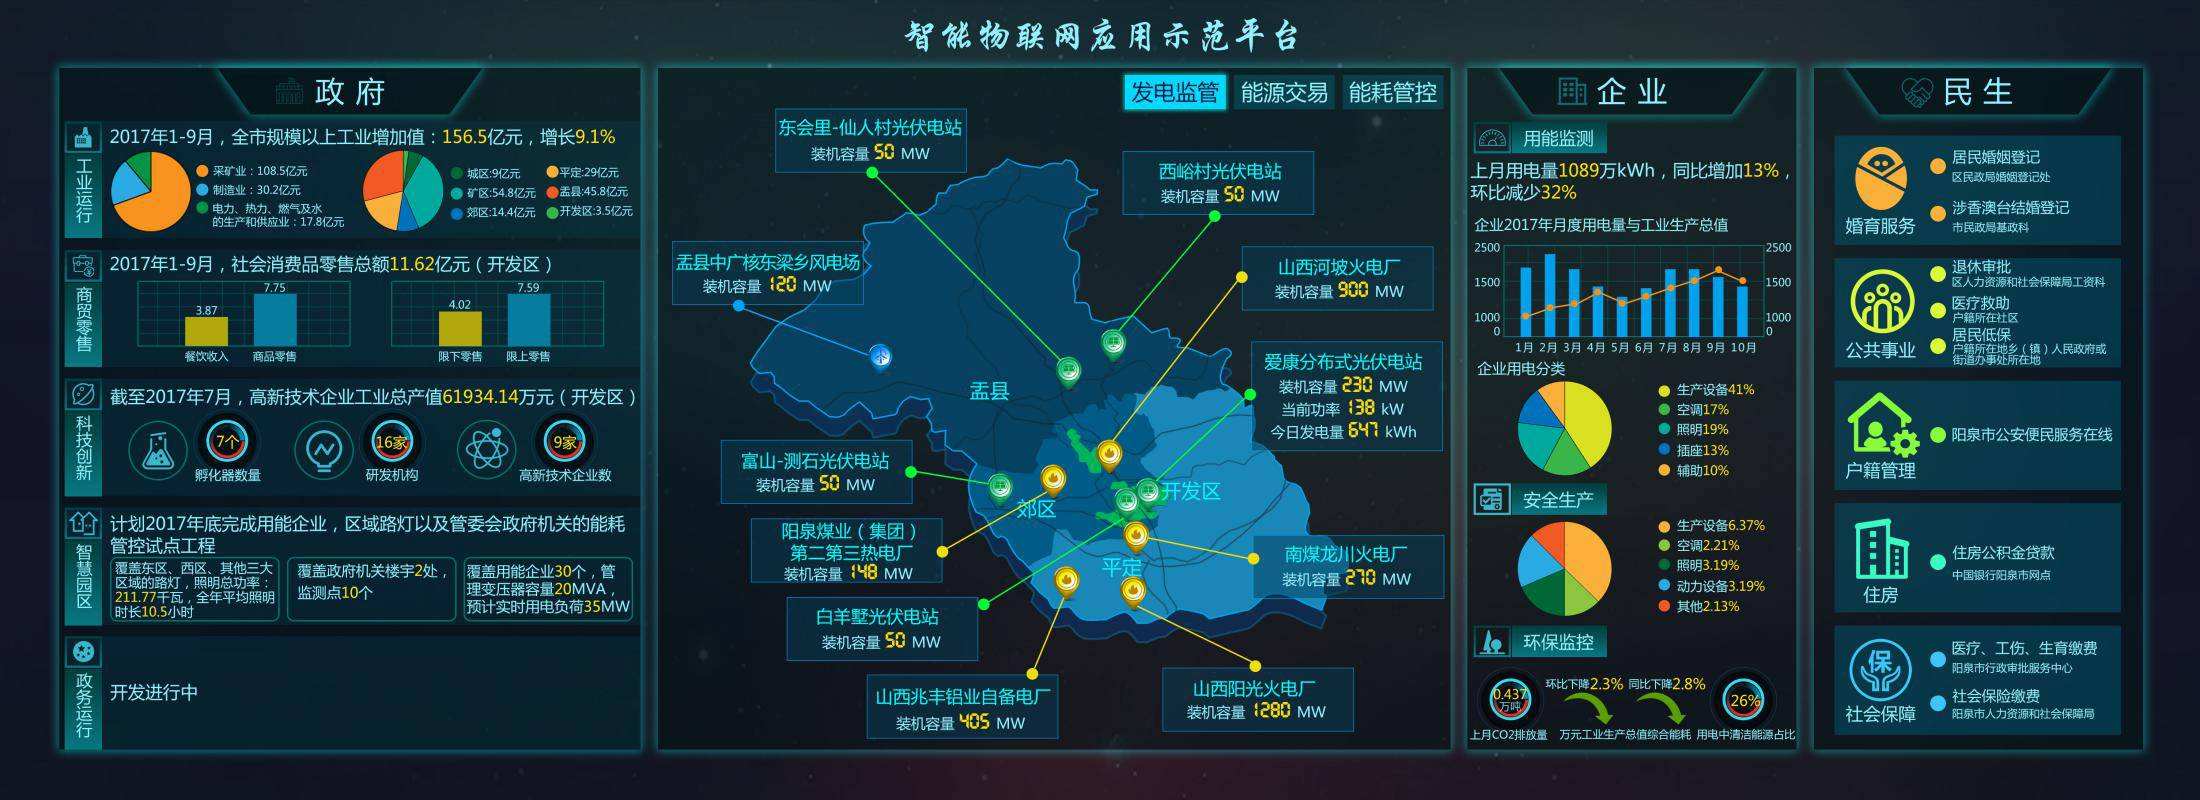 智能物联网应用示范平台
政府
工业运行
2017年1-9月，全市规模以上工业增加值：156.5亿元，增长9.1%
采矿业：108.5亿元
制造业：30.2亿元
电力、热力、燃气及水
的生产和供应业：17.8亿元
城区:9亿元
矿区:54.8亿元
郊区:14.4亿元
平定:29亿元
盂县:45.8亿元
开发区:3.5亿元
商贸零售
2017年1-9月，社会消费品零售总额11.62亿元（开发区）
3.87
7.75
餐饮收入
商品零售
4.02
7.59
限下零售
限上零售
科技创新
截至2017年7月，高新技术企业工业总产值61934.14万元（开发区）
7个
孵化器数量
16家
研发机构
9家
高新技术企业数
智慧园区
计划2017年底完成用能企业，区域路灯以及管委会政府机关的能耗
管控试点工程
覆盖东区、西区、其他三大
区域的路灯，照明总功率：
211.77千瓦，全年平均照明
时长10.5小时
覆盖政府机关楼宇2处，
监测点10个
覆盖用能企业30个，管
理变压器容量20MVA，
预计实时用电负荷35MW
政务运行
开发进行中
发电监管
能源交易
能耗管控
东会里-仙人村光伏电站
装机容量 50 MW
西峪村光伏电站
装机容量 50 MW
盂县中广核东梁乡风电场
装机容量 120 MW
山西河坡火电厂
装机容量 900 MW
爱康分布式光伏电站
装机容量 230 MW
当前功率 138 kW
今日发电量 647 kWh
富山-测石光伏电站
装机容量 50 MW
阳泉煤业（集团）
第二第三热电厂
装机容量 148 MW
南煤龙川火电厂
装机容量 270 MW
白羊墅光伏电站
装机容量 50 MW
山西兆丰铝业自备电厂
装机容量 405 MW
山西阳光火电厂
装机容量 1280 MW
盂县
郊区
开发区
平定
企业
用能监测
上月用电量1089万kWh，同比增加13%，
环比减少32%
企业2017年月度用电量与工业生产总值
2500
1500
1000
0
2500
1500
1000
0
1月 2月 3月 4月 5月 6月 7月 8月 9月 10月
企业用电分类
生产设备41%
空调17%
照明19%
插座13%
辅助10%
安全生产
生产设备6.37%
空调2.21%
照明3.19%
动力设备3.19%
其他2.13%
环保监控
0.437
万吨
上月CO2排放量
环比下降2.3%
同比下降2.8%
万元工业生产总值综合能耗
26%
用电中清洁能源占比
民生
婚育服务
居民婚姻登记
区民政局婚姻登记处
涉香澳台结婚登记
市民政局基政科
公共事业
退休审批
区人力资源和社会保障局工资科
医疗救助
户籍所在社区
居民低保
户籍所在地乡（镇）人民政府或
街道办事处所在地
户籍管理
阳泉市公安便民服务在线
住房
住房公积金贷款
中国银行阳泉市网点
保
社会保障
医疗、工伤、生育缴费
阳泉市行政审批服务中心
社会保险缴费
阳泉市人力资源和社会保障局